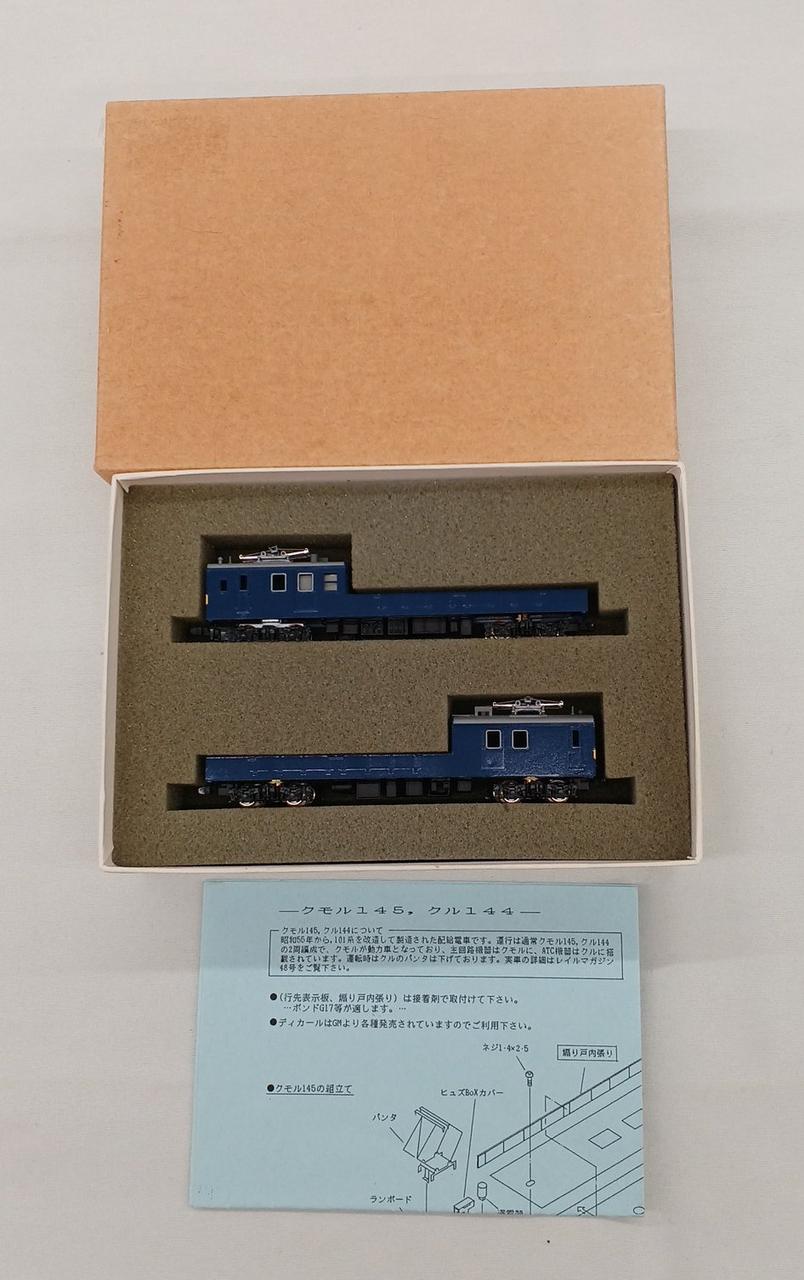 ―クモル145，クル144―
クモル145,クル144について
昭和55年から,101系を改造して製造された配給電車です。運行は通常クモル145,クル144
の2両編成で、クモルが動力車となっており、主回路機器はクモルに、ATC機器はクルに搭
載されています。運転時はクルのパンタは下げております。実車の詳細はレイルマガジン
48号をご覧下さい。
●(行先表示板、煽り戸内張り)は接着剤で取付けて下さい。
…ボンドG17等が適します。…
●ディカールはGMより各種発売されていますのでご利用下さい。
ネジ1・4×2・5
煽り戸内張り
●クモル145の組立て
ヒュズBoXカバー
パンタ
ランボード